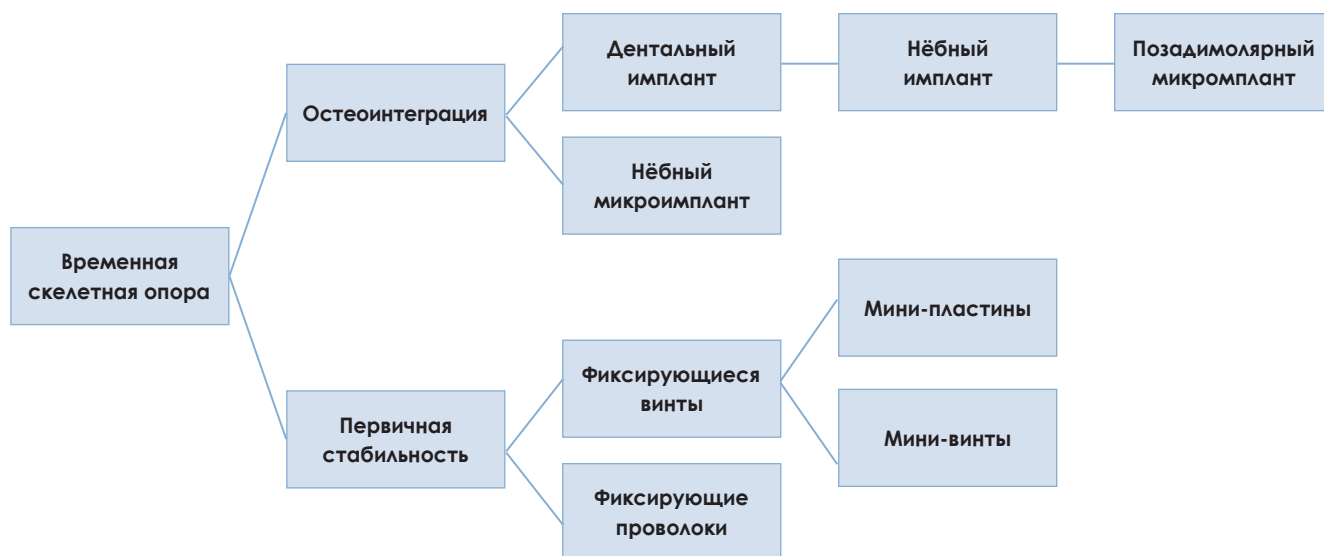 Временная
скелетная опора
Остеоинтеграция
Дентальный
имплант
Нёбный
имплант
Позадимолярный
микромплант
Нёбный
микроимплант
Первичная
стабильность
Фиксирующиеся
винты
Мини-пластины
Мини-винты
Фиксирующие
проволоки